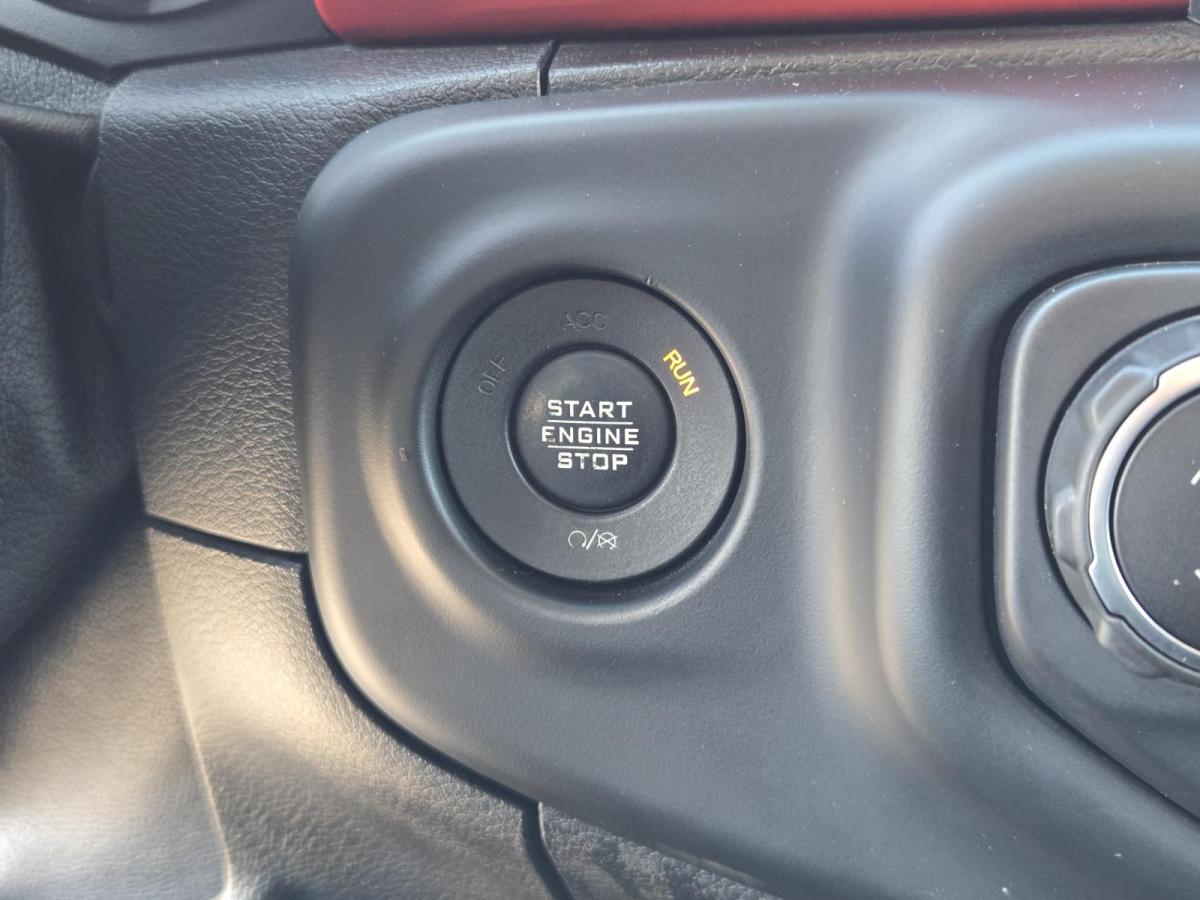 ACC
OFF
RUN
START
ENGINE
STOP